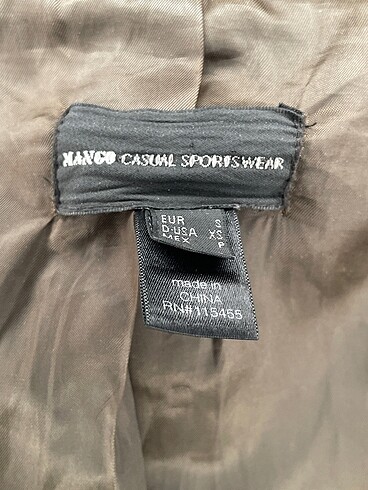 MANGO CASUAL SPORTSWEAR
EUR S
D-USA XS
MEX P
made in
CHINA
RN#115455